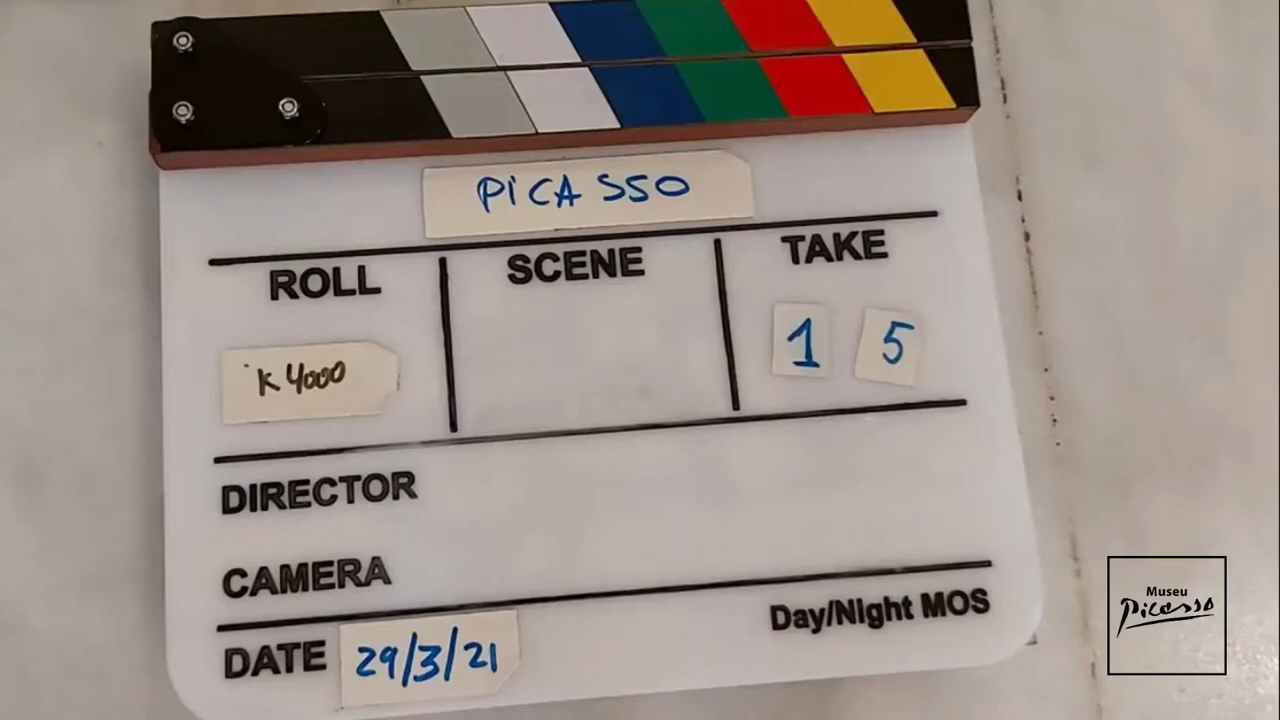 PICASSO
ROLL SCENE TAKE
K4000 1 5
DIRECTOR
CAMERA
Day/Night MOS
DATE 29/3/21
Museu
Picasso